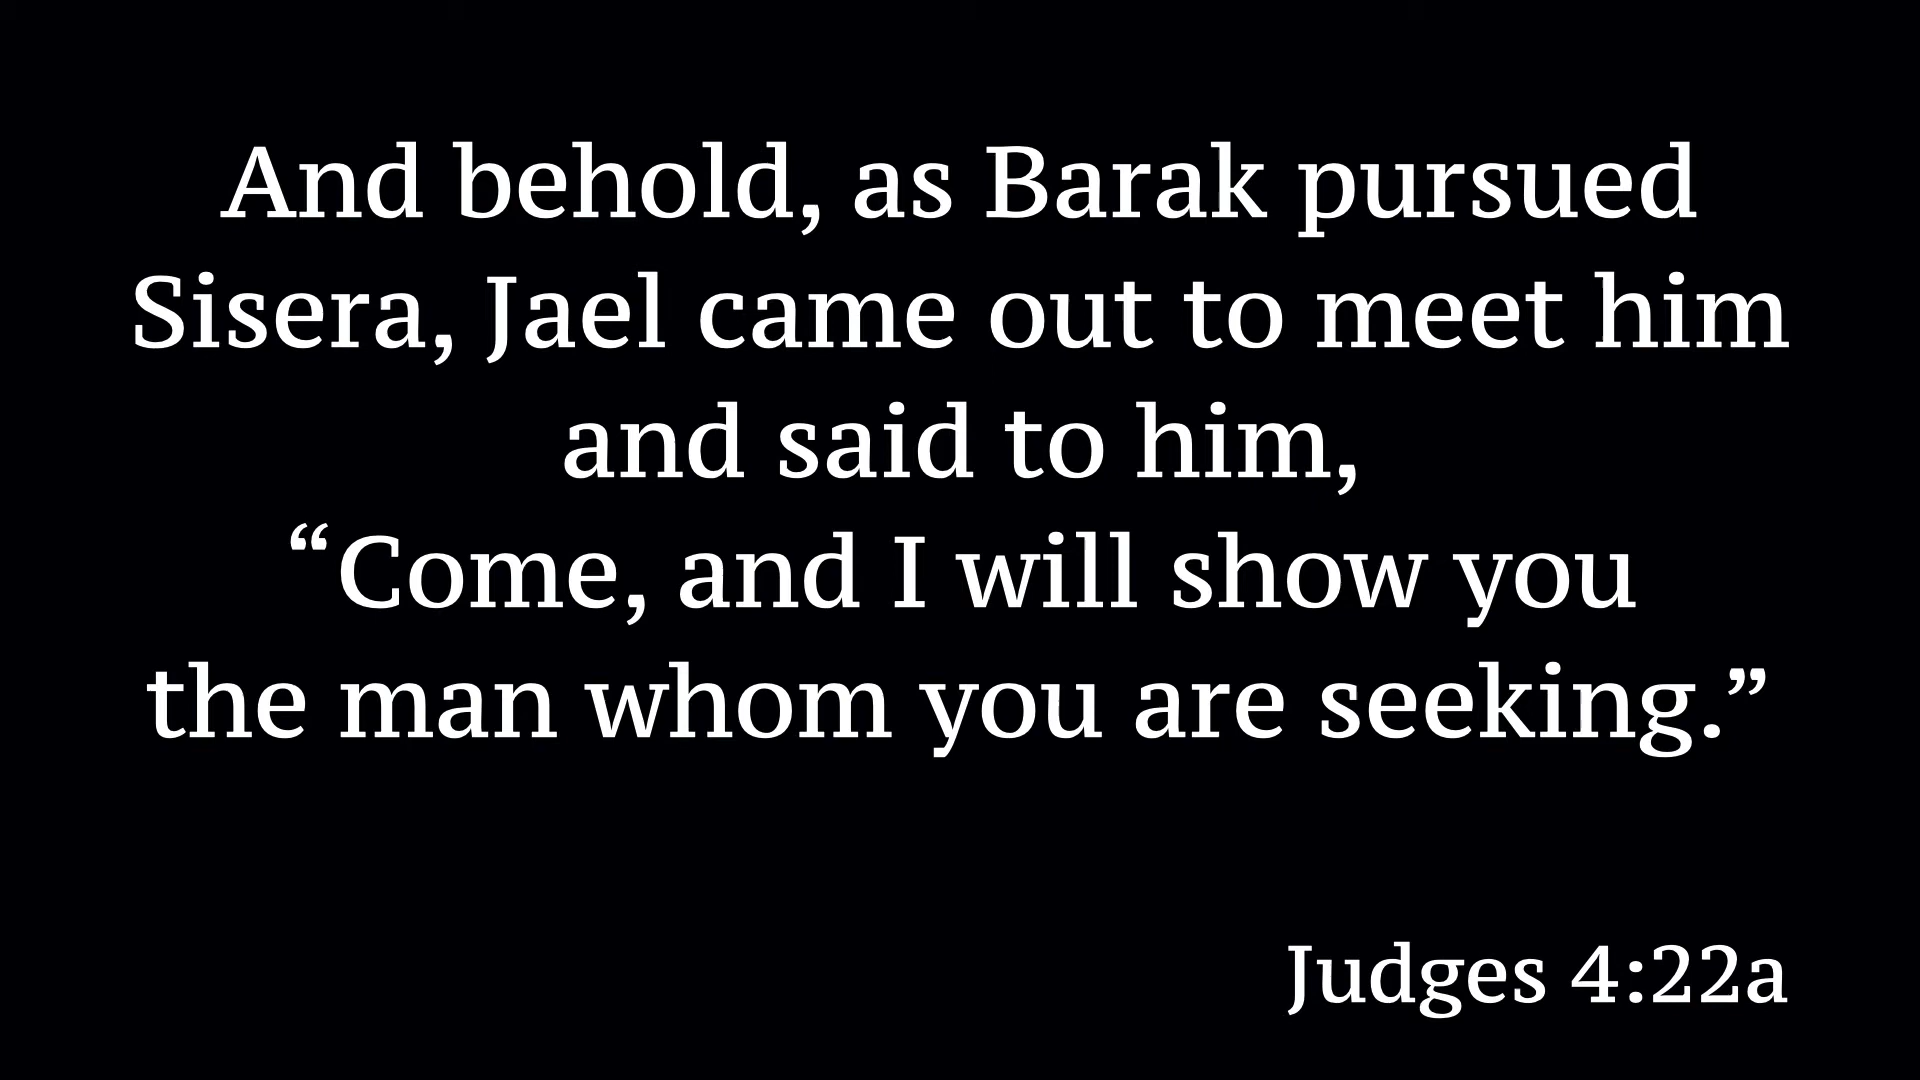 And behold, as Barak pursued
Sisera, Jael came out to meet him
and said to him,
“Come, and I will show you
the man whom you are seeking.”
Judges 4:22a